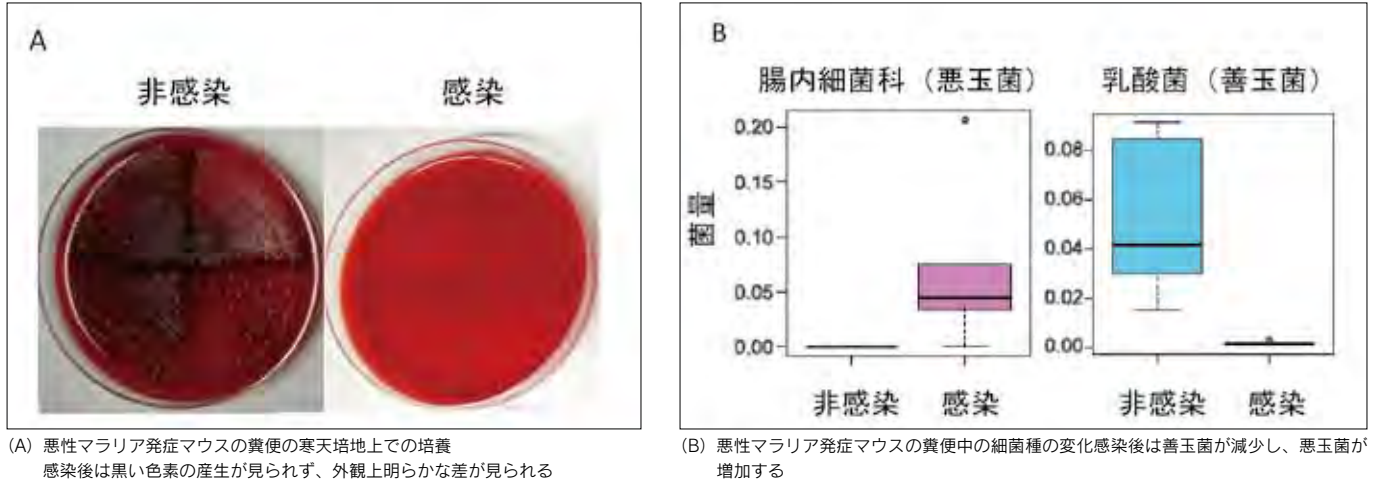 A
非感染
感染
(A) 悪性マラリア発症マウスの糞便の寒天培地上での培養
感染後は黒い色素の産生が見られず、外観上明らかな差が見られる
B
腸内細菌科（悪玉菌）
乳酸菌（善玉菌）
菌量
0.20
0.15
0.10
0.05
0.00
非感染
感染
0.08
0.06
0.04
0.02
0.00
非感染
感染
(B) 悪性マラリア発症マウスの糞便中の細菌種の変化感染後は善玉菌が減少し、悪玉菌が
増加する